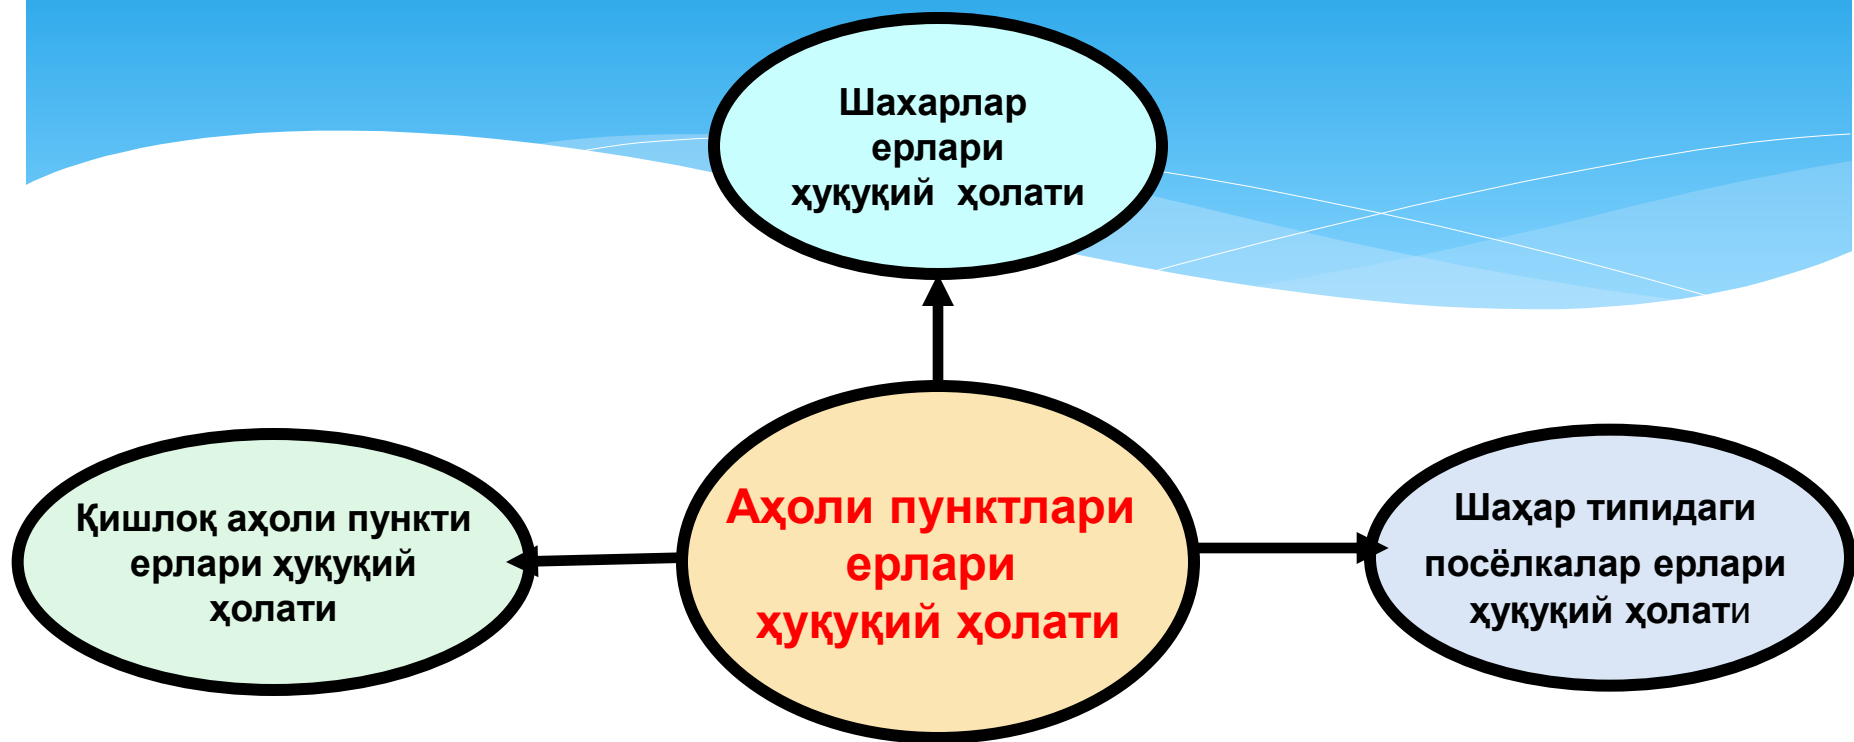 Шахарлар
ерлари
ҳуқуқий ҳолати
Қишлоқ аҳоли пункти
ерлари ҳуқуқий
ҳолати
Аҳоли пунктлари
ерлари
ҳуқуқий ҳолати
Шаҳар типидаги
посёлкалар ерлари
ҳуқуқий ҳолати